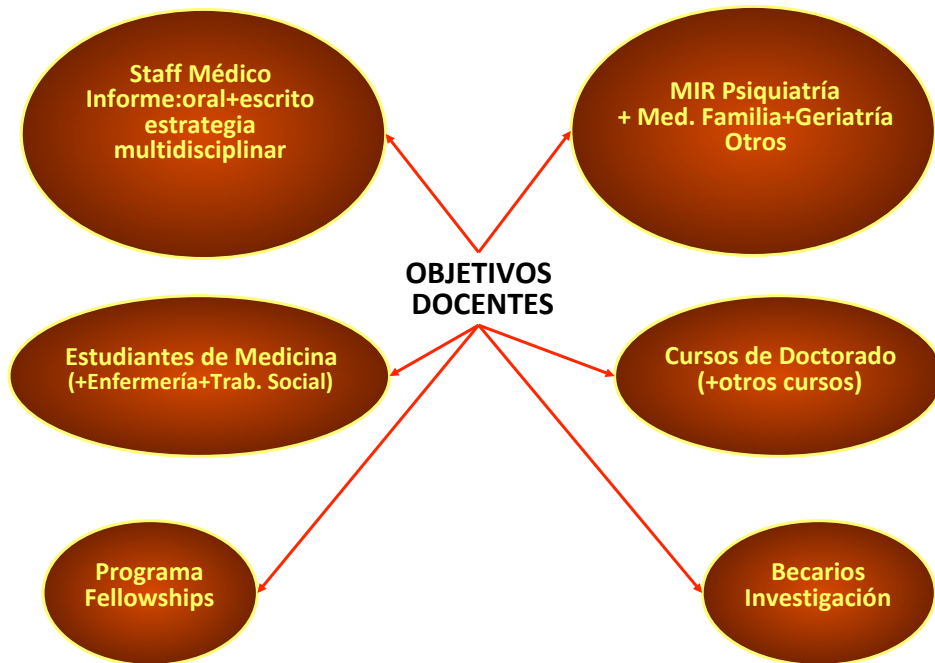 Staff Médico
Informe:oral+escrito
estrategia
multidisciplinar
MIR Psiquiatría
+ Med. Familia+Geriatría
Otros
OBJETIVOS
DOCENTES
Estudiantes de Medicina
(+Enfermería+Trab. Social)
Cursos de Doctorado
(+otros cursos)
Programa
Fellowships
Becarios
Investigación